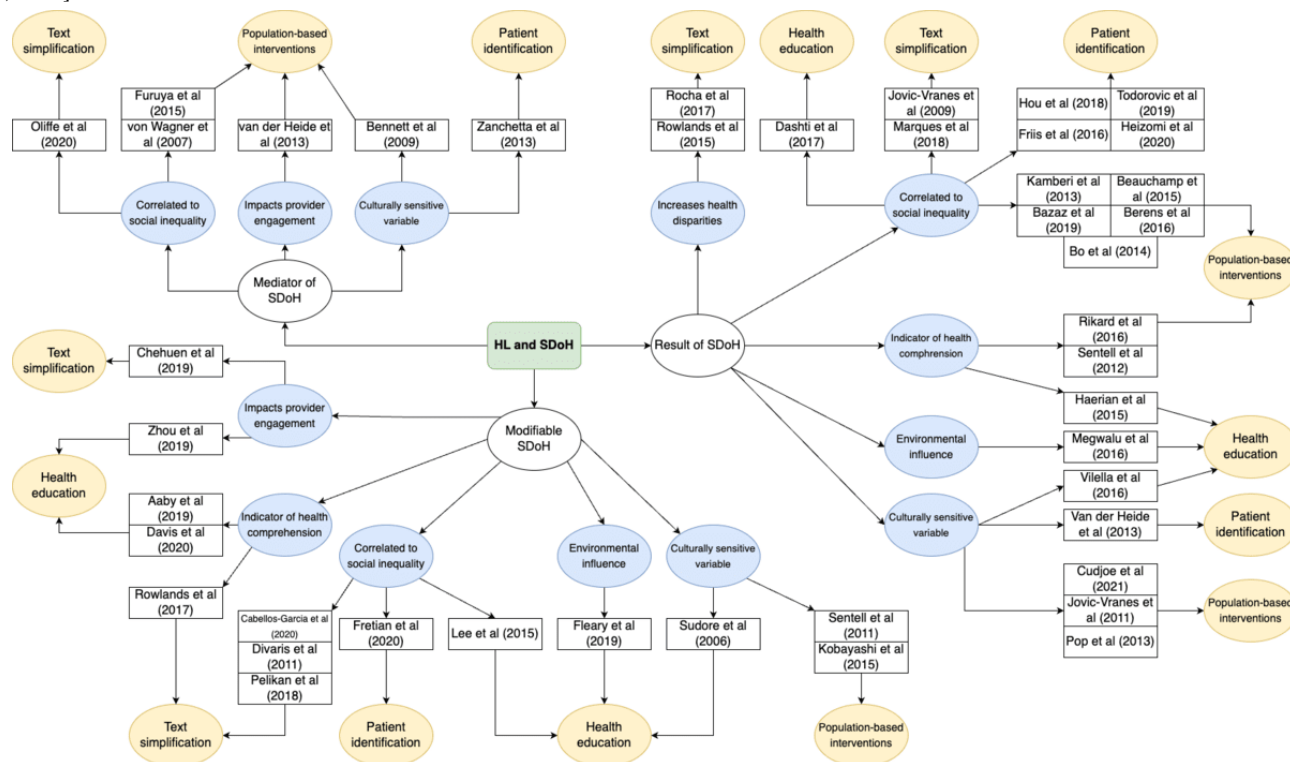 Text
simplification
Population-based
interventions
Patient
identification
Text
simplification
Health
education
Text
simplification
Patient
identification
Oliffe et al
(2020)
Furuya et al
(2015)
von Wagner
et al (2007)
van der Heide et
al (2013)
Bennett et al
(2009)
Zanchetta et al
(2013)
Rocha et al
(2017)
Rowlands et al
(2015)
Dashti et al
(2017)
Jovic-Vranes et
al (2009)
Marques et al
(2018)
Hou et al (2018)
Todorovic et al
(2019)
Friis et al (2016)
Heizomi et al
(2020)
Correlated to
social inequality
Impacts provider
engagement
Culturally sensitive
variable
Increases health
disparities
Correlated to
social inequality
Kamberi et al
(2013)
Beauchamp et
al (2015)
Bazaz et al
(2019)
Berens et al
(2016)
Bo et al (2014)
Population-based
interventions
Mediator of
SDoH
HL and SDoH
Result of SDoH
Indicator of health
comphrension
Rikard et al
(2016)
Sentell et al
(2012)
Haerian et al
(2015)
Text
simplification
Chehuen et al
(2019)
Impacts provider
engagement
Modifiable
SDoH
Zhou et al
(2019)
Health
education
Environmental
influence
Megwalu et al
(2016)
Health
education
Aaby et al
(2019)
Davis et al
(2020)
Indicator of health
comprehension
Correlated to
social inequality
Environmental
influence
Culturally sensitive
variable
Culturally sensitive
variable
Vilella et al
(2016)
Van der Heide
et al (2013)
Patient
identification
Rowlands et al
(2017)
Cabellos-Garcia et al
(2020)
Divaris et al
(2011)
Pelikan et al
(2018)
Fretian et al
(2020)
Lee et al (2015)
Fleary et al
(2019)
Sudore et al
(2006)
Sentell et al
(2011)
Kobayashi et al
(2015)
Cudjoe et al
(2021)
Jovic-Vranes et
al (2011)
Pop et al (2013)
Population-based
interventions
Text
simplification
Patient
identification
Health
education
Population-based
interventions